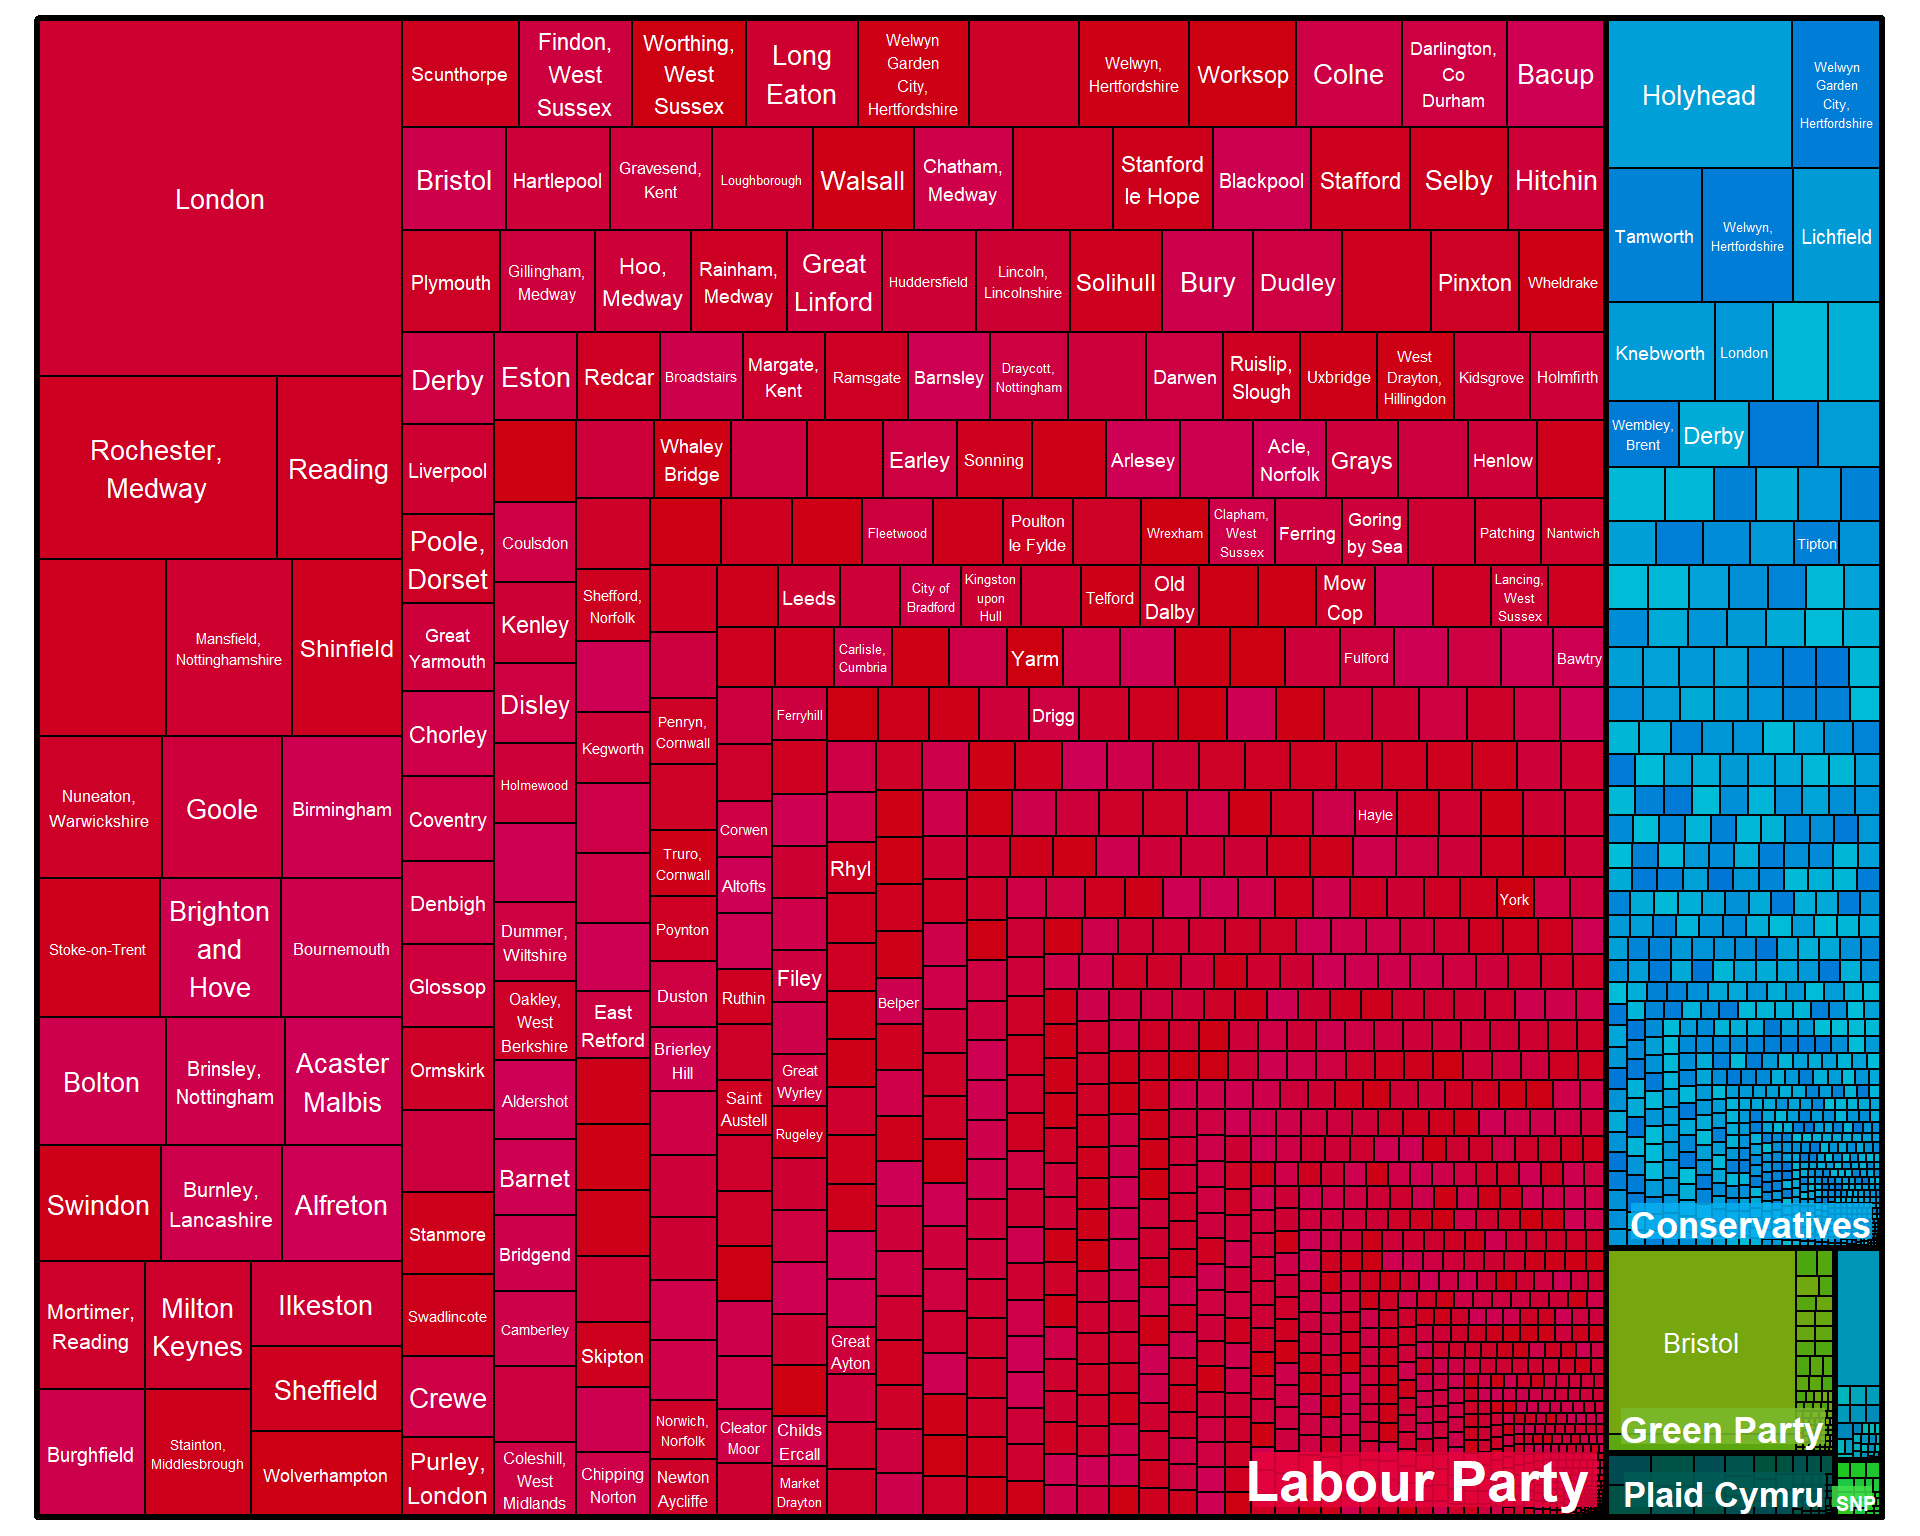 London
Scunthorpe
Findon,
West
Sussex
Worthing,
West
Sussex
Long
Eaton
Welwyn
Garden
City,
Hertfordshire
Welwyn,
Hertfordshire
Worksop
Colne
Darlington,
Co
Durham
Bacup
Holyhead
Welwyn
Garden
City,
Hertfordshire
Bristol
Hartlepool
Gravesend,
Kent
Loughborough
Walsall
Chatham,
Medway
Stanford
le Hope
Blackpool
Stafford
Selby
Hitchin
Tamworth
Welwyn,
Hertfordshire
Lichfield
Plymouth
Gillingham,
Medway
Hoo,
Medway
Rainham,
Medway
Great
Linford
Huddersfield
Lincoln,
Lincolnshire
Solihull
Bury
Dudley
Pinxton
Wheldrake
Knebworth
London
Derby
Eston
Redcar
Broadstairs
Margate,
Kent
Ramsgate
Barnsley
Draycott,
Nottingham
Darwen
Ruislip,
Slough
Uxbridge
West
Drayton,
Hillingdon
Kidsgrove
Holmfirth
Wembley,
Brent
Derby
Rochester,
Medway
Reading
Liverpool
Whaley
Bridge
Earley
Sonning
Arlesey
Acle,
Norfolk
Grays
Henlow
Poole,
Dorset
Coulsdon
Fleetwood
Poulton
le Fylde
Wrexham
Clapham,
West
Sussex
Ferring
Goring
by Sea
Patching
Nantwich
Tipton
Mansfield,
Nottinghamshire
Shinfield
Great
Yarmouth
Kenley
Shefford,
Norfolk
Leeds
City of
Bradford
Kingston
upon
Hull
Telford
Old
Dalby
Mow
Cop
Lancing,
West
Sussex
Carlisle,
Cumbria
Yarm
Fulford
Bawtry
Chorley
Disley
Kegworth
Penryn,
Cornwall
Ferryhill
Drigg
Nuneaton,
Warwickshire
Goole
Birmingham
Coventry
Holmewood
Truro,
Cornwall
Corwen
Hayle
Altofts
Rhyl
York
Stoke-on-Trent
Brighton
and
Hove
Bournemouth
Denbigh
Dummer,
Wiltshire
Poynton
Glossop
Oakley,
West
Berkshire
East
Retford
Duston
Ruthin
Filey
Belper
Bolton
Brinsley,
Nottingham
Acaster
Malbis
Ormskirk
Aldershot
Brierley
Hill
Saint
Austell
Great
Wyrley
Rugeley
Swindon
Burnley,
Lancashire
Alfreton
Stanmore
Barnet
Bridgend
Conservatives
Mortimer,
Reading
Milton
Keynes
Ilkeston
Sheffield
Swadlincote
Camberley
Skipton
Great
Ayton
Bristol
Burghfield
Stainton,
Middlesbrough
Wolverhampton
Crewe
Purley,
London
Coleshill,
West
Midlands
Chipping
Norton
Norwich,
Norfolk
Newton
Aycliffe
Cleator
Moor
Childs
Ercall
Market
Drayton
Green Party
Labour Party
Plaid Cymru
SNP